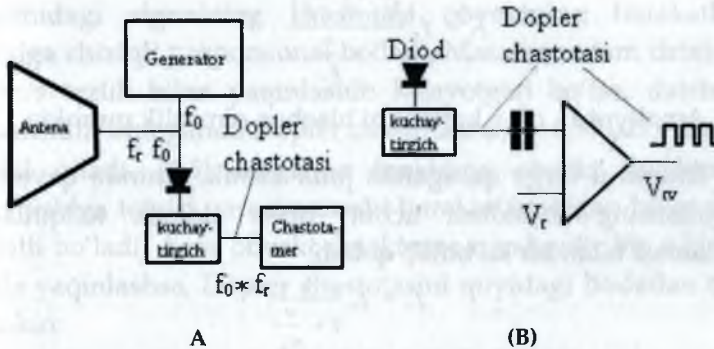 Generator
Antena
f₀
fᵣ f₀
Dopler
chastotasi
kuchay-
tirgich
Chastota-
mer
f₀* fᵣ
A
Dopler
chastotasi
Diod
kuchay-
tirgich
Vᵣ
(B)